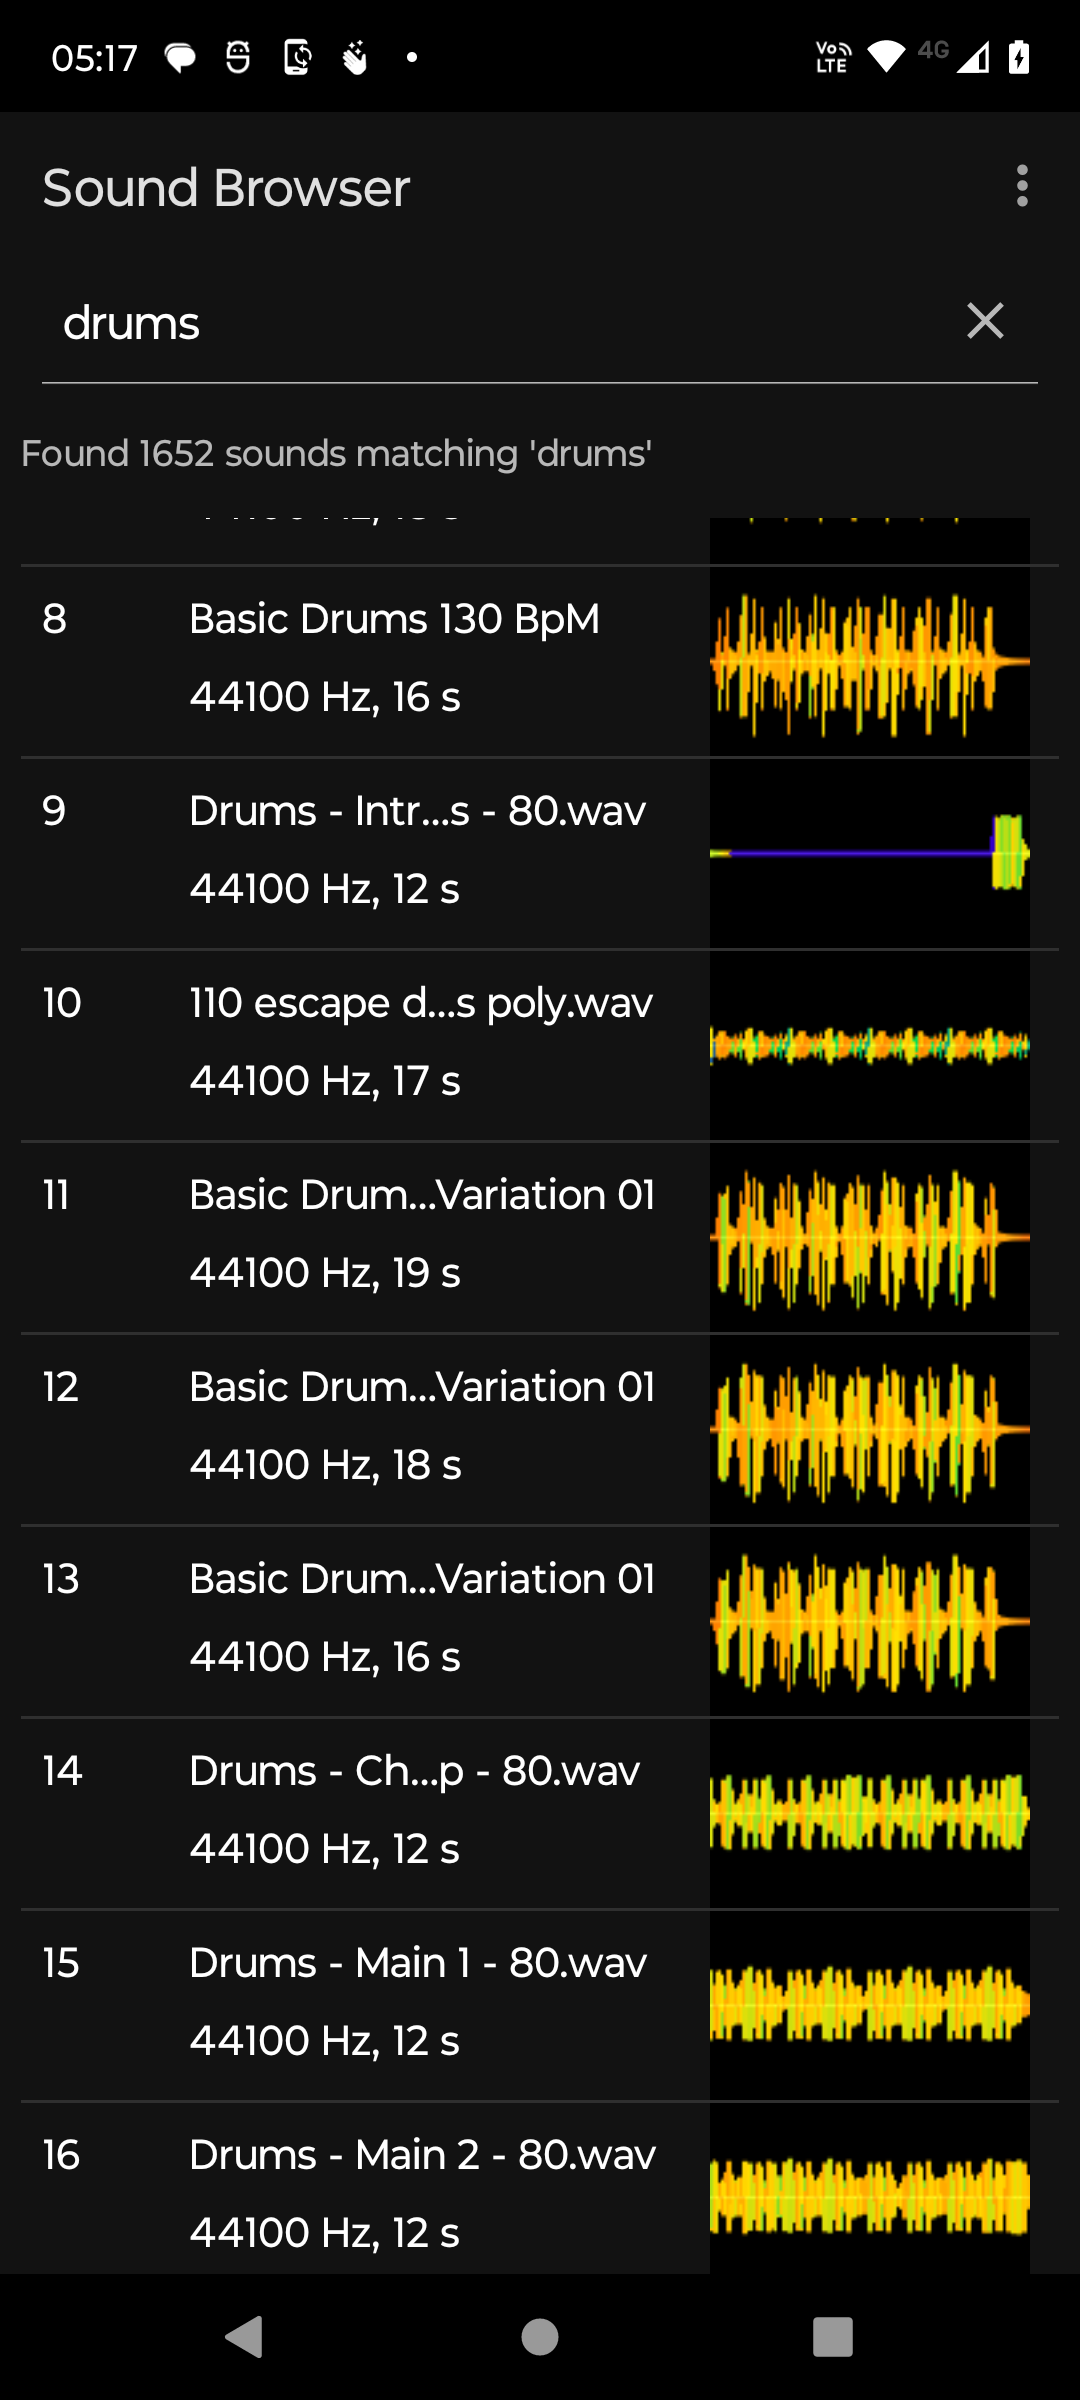 05:17
Vo LTE 4G
Sound Browser
drums
Found 1652 sounds matching 'drums'
8
Basic Drums 130 BpM
44100 Hz, 16 s
9
Drums - Intr...s - 80.wav
44100 Hz, 12 s
10
110 escape d...s poly.wav
44100 Hz, 17 s
11
Basic Drum...Variation 01
44100 Hz, 19 s
12
Basic Drum...Variation 01
44100 Hz, 18 s
13
Basic Drum...Variation 01
44100 Hz, 16 s
14
Drums - Ch...p - 80.wav
44100 Hz, 12 s
15
Drums - Main 1 - 80.wav
44100 Hz, 12 s
16
Drums - Main 2 - 80.wav
44100 Hz, 12 s